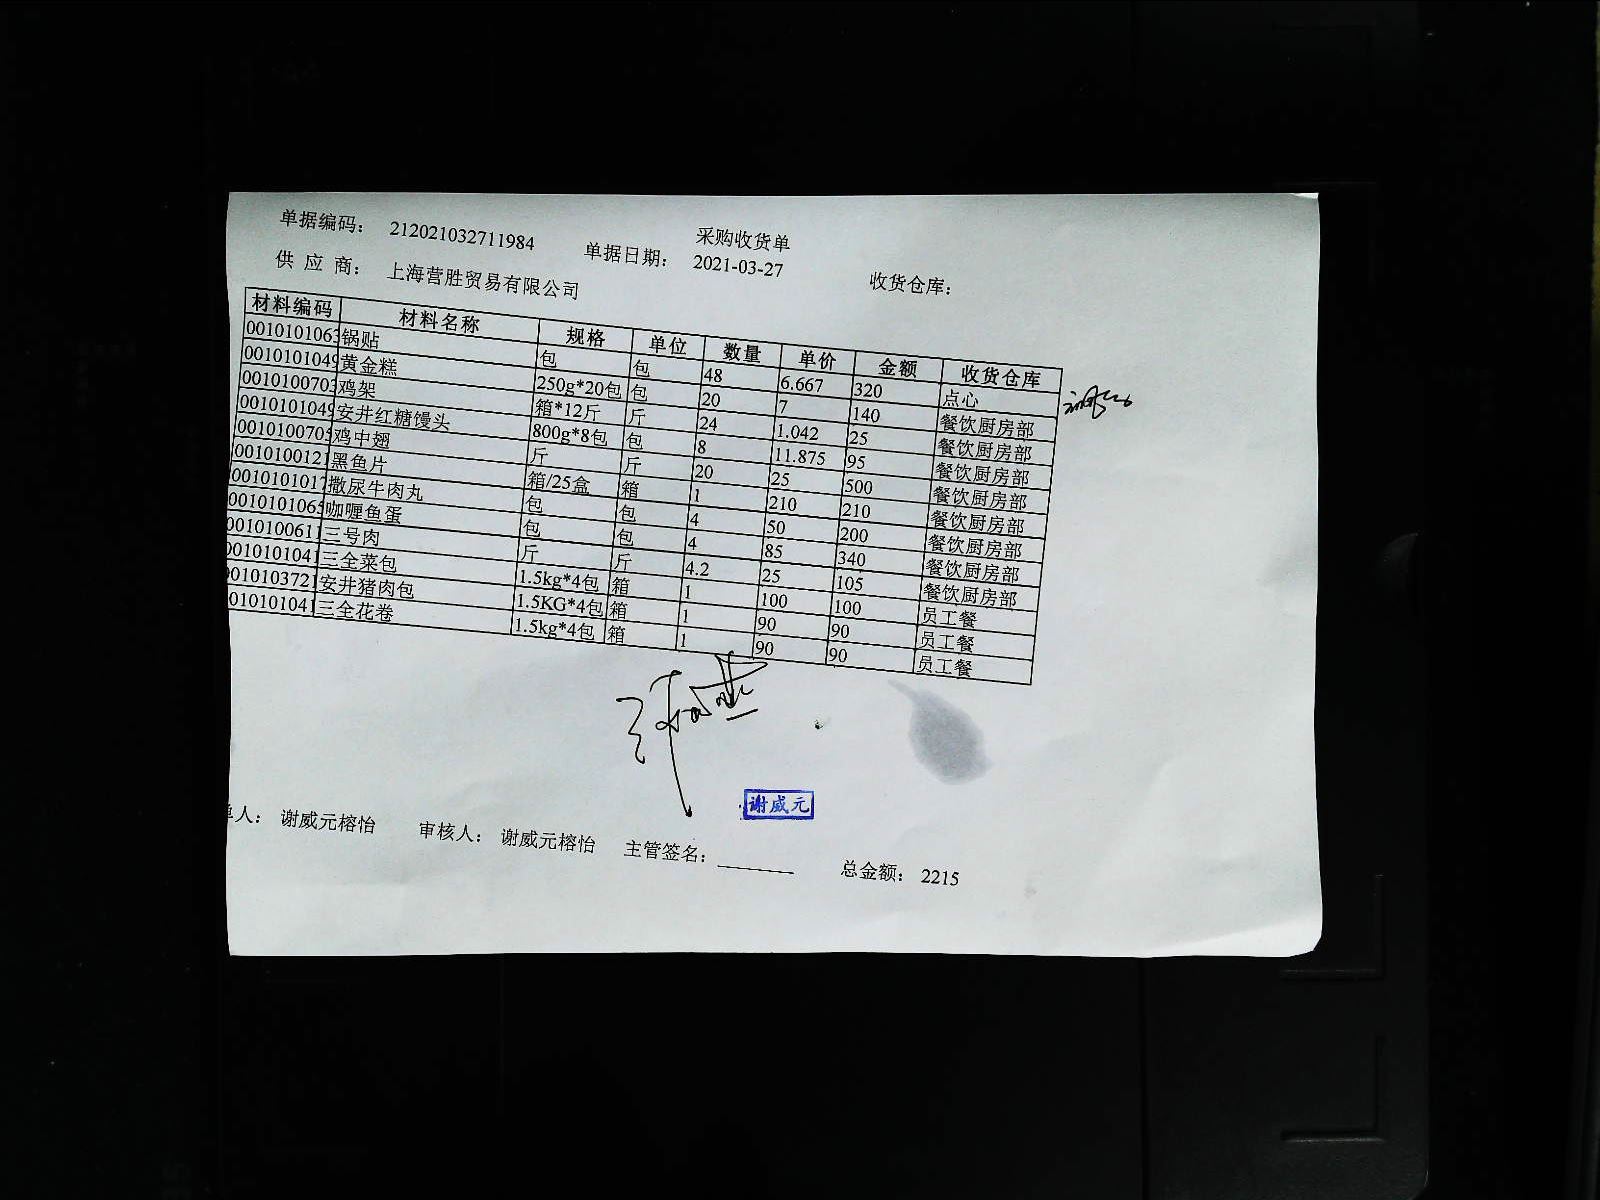 采购收货单
单据编码： 212021032711984 单据日期： 2021-03-27 收货仓库：
供 应 商： 上海营胜贸易有限公司
材料编码 材料名称 规格 单位 数量 单价 金额 收货仓库
0010101063 锅贴 包 包 48 6.667 320 点心
0010101049 黄金糕 250g*20包 包 20 7 140 餐饮厨房部
0010100703 鸡架 箱*12斤 斤 24 1.042 25 餐饮厨房部
0010101049 安井红糖馒头 800g*8包 包 8 11.875 95 餐饮厨房部
0010100705 鸡中翅 斤 斤 20 25 500 餐饮厨房部
0010100121 黑鱼片 箱/25盒 箱 1 210 210 餐饮厨房部
0010101017 撒尿牛肉丸 包 包 4 50 200 餐饮厨房部
0010101065 咖喱鱼蛋 包 包 4 85 340 餐饮厨房部
0010100611 三号肉 斤 斤 4.2 25 105 餐饮厨房部
0010101041 三全菜包 1.5kg*4包 箱 1 100 100 员工餐
0010103721 安井猪肉包 1.5KG*4包 箱 1 90 90 员工餐
0010101041 三全花卷 1.5kg*4包 箱 1 90 90 员工餐
谢威元
单人： 谢威元榕怡 审核人： 谢威元榕怡 主管签名： 总金额： 2215